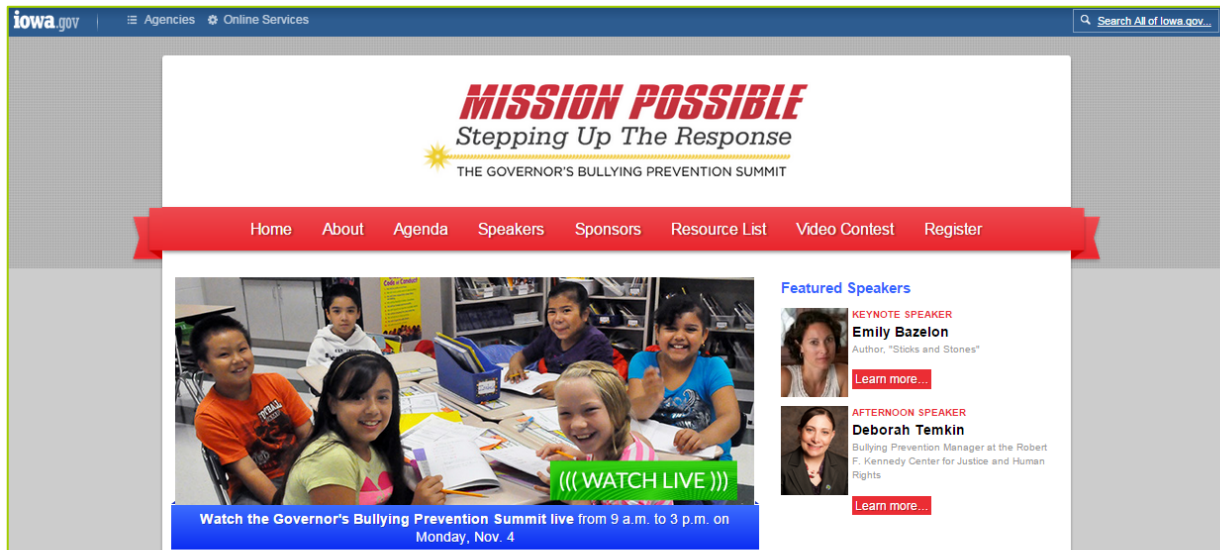 iowa.gov
Agencies
Online Services
Search All of Iowa.gov...
MISSION POSSIBLE
Stepping Up The Response
THE GOVERNOR'S BULLYING PREVENTION SUMMIT
Home About Agenda Speakers Sponsors Resource List Video Contest Register
Code of Conduct
((( WATCH LIVE )))
Watch the Governor's Bullying Prevention Summit live from 9 a.m. to 3 p.m. on
Monday, Nov. 4
Featured Speakers
KEYNOTE SPEAKER
Emily Bazelon
Author, "Sticks and Stones"
Learn more...
AFTERNOON SPEAKER
Deborah Temkin
Bullying Prevention Manager at the Robert
F. Kennedy Center for Justice and Human
Rights
Learn more...